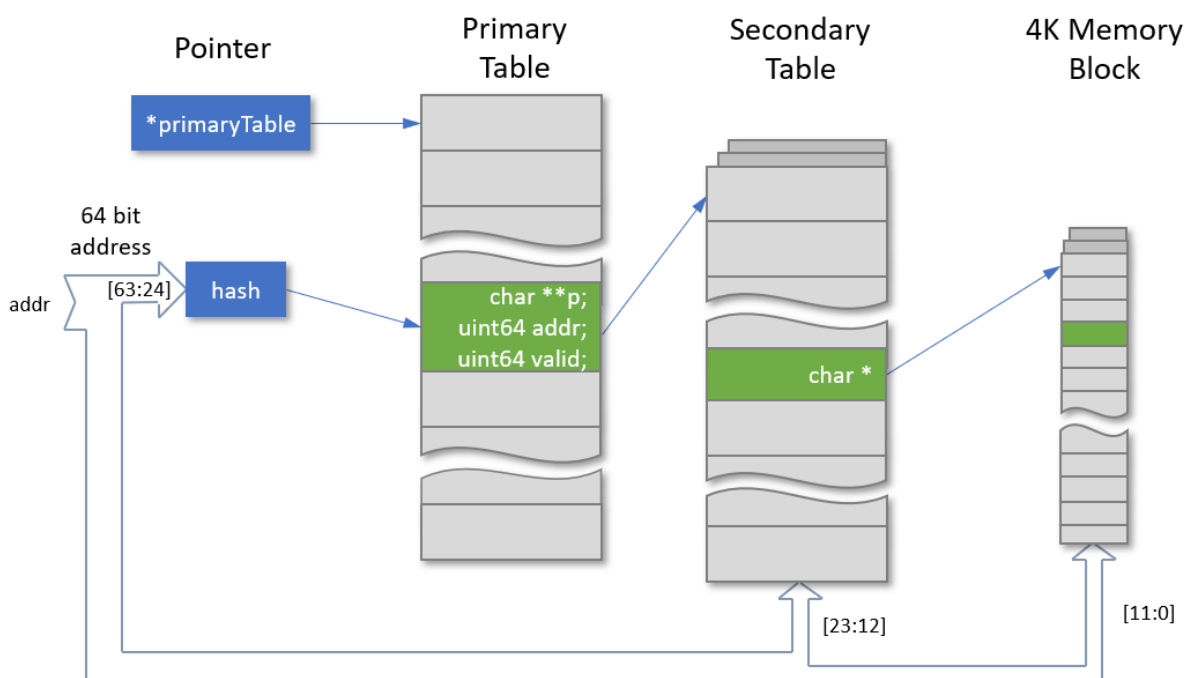 Pointer
Primary
Table
Secondary
Table
4K Memory
Block
*primaryTable
64 bit
address
addr
[63:24]
hash
char **p;
uint64 addr;
uint64 valid;
char *
[23:12]
[11:0]